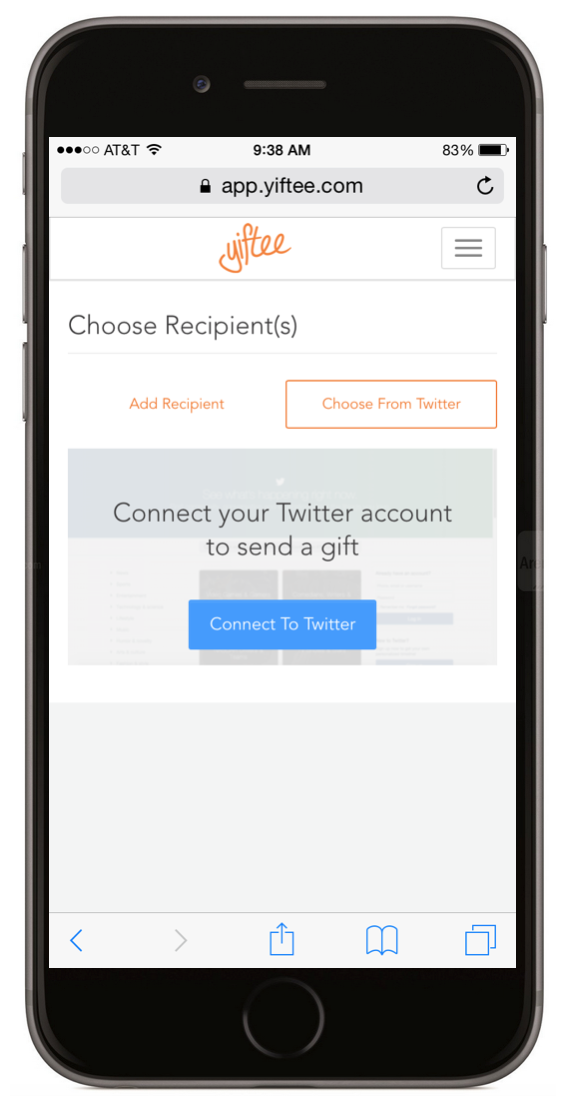 AT&T 9:38 AM 83%
app.yiftee.com
yiftee
Choose Recipient(s)
Add Recipient Choose From Twitter
Connect your Twitter account
to send a gift
Connect To Twitter